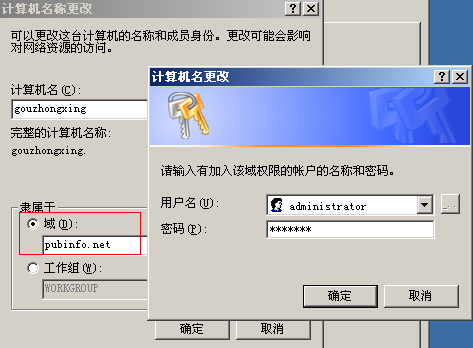 计算机名称更改
可以更改这台计算机的名称和成员身份。更改可能会影响
对网络资源的访问。
计算机名(C):
gouzhongxing
完整的计算机名称:
gouzhongxing.
隶属于
域(D):
pubinfo.net
工作组(W):
WORKGROUP
确定
取消
计算机名更改
请输入有加入该域权限的帐户的名称和密码。
用户名(U):
administrator
...
密码(P):
*******
确定
取消